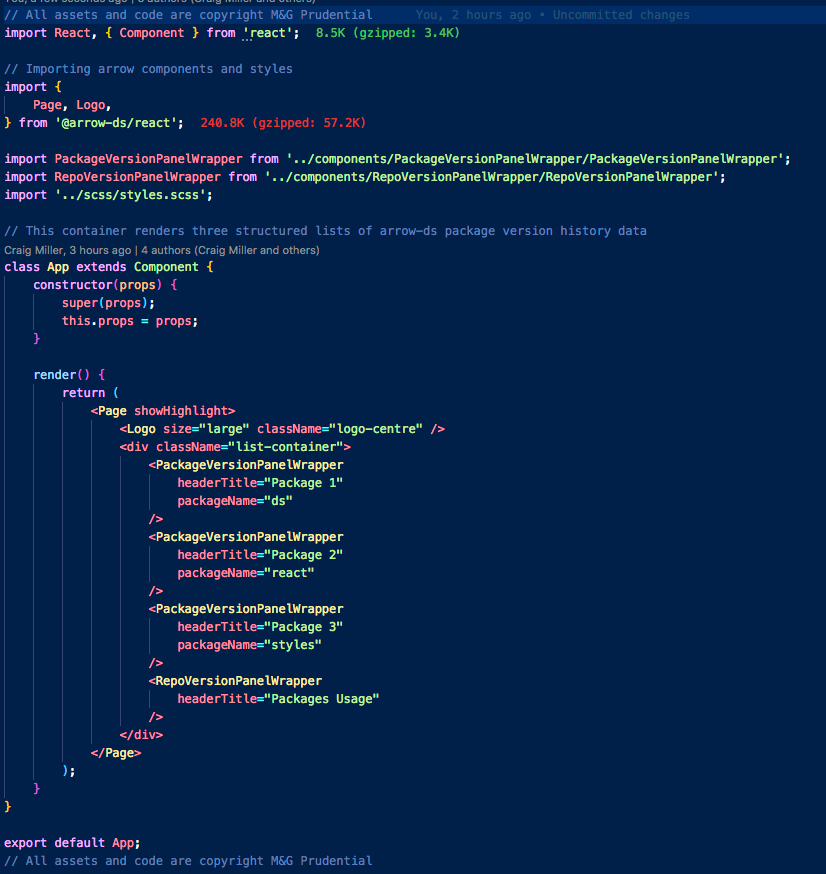 You, a few seconds ago | 3 authors (Craig Miller and others)
// All assets and code are copyright M&G Prudential You, 2 hours ago • Uncommitted changes
import React, { Component } from 'react'; 8.5K (gzipped: 3.4K)
// Importing arrow components and styles
import {
Page, Logo,
} from '@arrow-ds/react'; 240.8K (gzipped: 57.2K)
import PackageVersionPanelWrapper from '../components/PackageVersionPanelWrapper/PackageVersionPanelWrapper';
import RepoVersionPanelWrapper from '../components/RepoVersionPanelWrapper/RepoVersionPanelWrapper';
import '../scss/styles.scss';
// This container renders three structured lists of arrow-ds package version history data
Craig Miller, 3 hours ago | 4 authors (Craig Miller and others)
class App extends Component {
constructor(props) {
super(props);
this.props = props;
}
render() {
return (
<Page showHighlight>
<Logo size="large" className="logo-centre" />
<div className="list-container">
<PackageVersionPanelWrapper
headerTitle="Package 1"
packageName="ds"
/>
<PackageVersionPanelWrapper
headerTitle="Package 2"
packageName="react"
/>
<PackageVersionPanelWrapper
headerTitle="Package 3"
packageName="styles"
/>
<RepoVersionPanelWrapper
headerTitle="Packages Usage"
/>
</div>
</Page>
);
}
}
export default App;
// All assets and code are copyright M&G Prudential